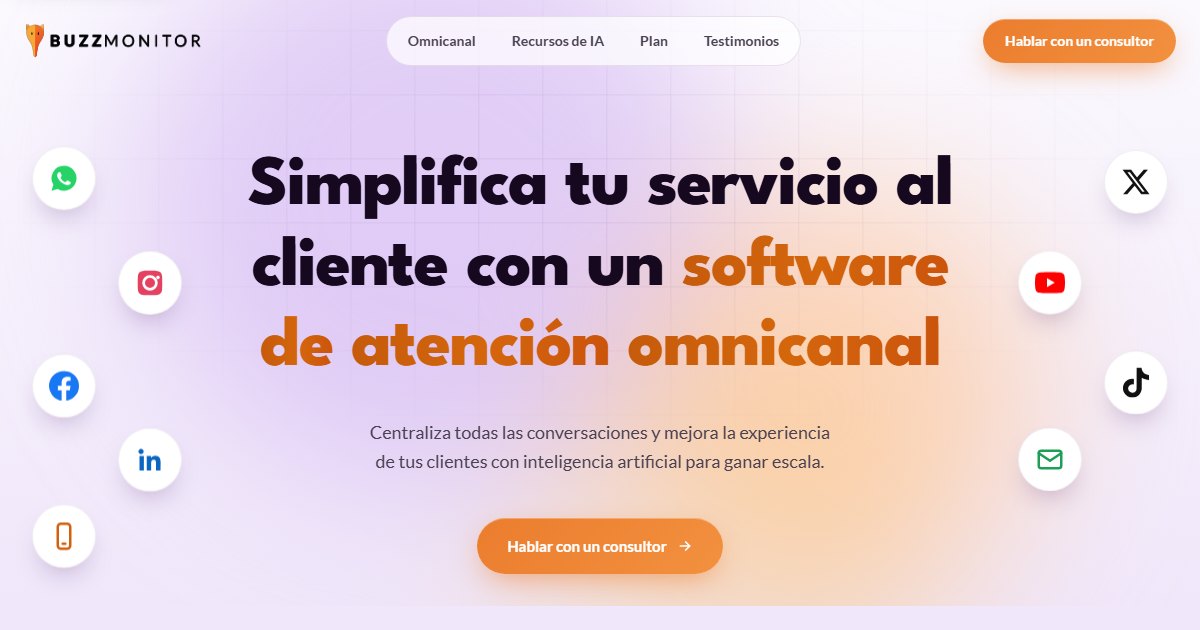 BUZZMONITOR
Omnicanal
Recursos de IA
Plan
Testimonios
Hablar con un consultor
Simplifica tu servicio al
cliente con un software
de atención omnicanal
Centraliza todas las conversaciones y mejora la experiencia
de tus clientes con inteligencia artificial para ganar escala.
Hablar con un consultor →